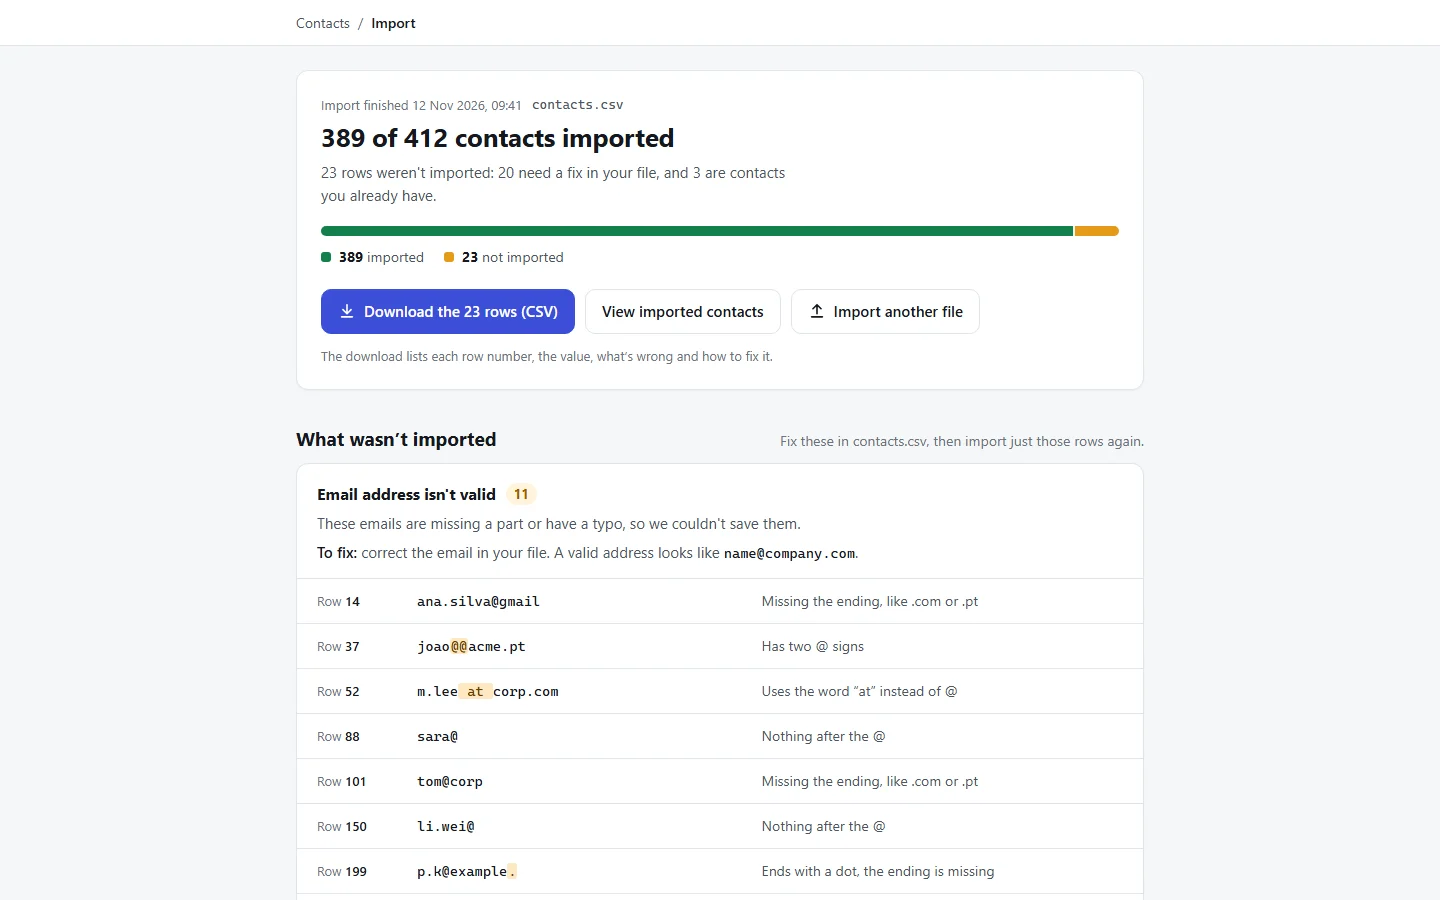 Contacts / Import
Import finished 12 Nov 2026, 09:41 contacts.csv
389 of 412 contacts imported
23 rows weren't imported: 20 need a fix in your file, and 3 are contacts
you already have.
389 imported 23 not imported
Download the 23 rows (CSV) View imported contacts Import another file
The download lists each row number, the value, what's wrong and how to fix it.
What wasn’t imported Fix these in contacts.csv, then import just those rows again.
Email address isn't valid 11
These emails are missing a part or have a typo, so we couldn't save them.
To fix: correct the email in your file. A valid address looks like name@company.com.
Row 14 ana.silva@gmail Missing the ending, like .com or .pt
Row 37 joao@@acme.pt Has two @ signs
Row 52 m.lee at corp.com Uses the word “at” instead of @
Row 88 sara@ Nothing after the @
Row 101 tom@corp Missing the ending, like .com or .pt
Row 150 li.wei@ Nothing after the @
Row 199 p.k@example. Ends with a dot, the ending is missing